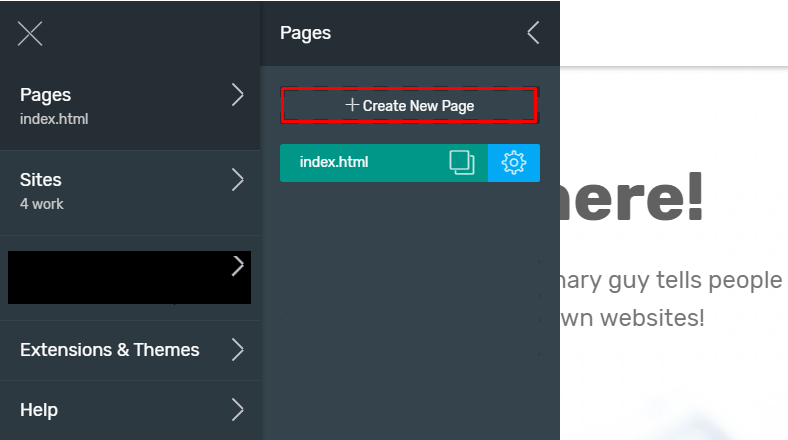 Pages
index.html
Sites
4 work
Extensions & Themes
Help
Pages
Create New Page
index.html
here!
nary guy tells people
wn websites!